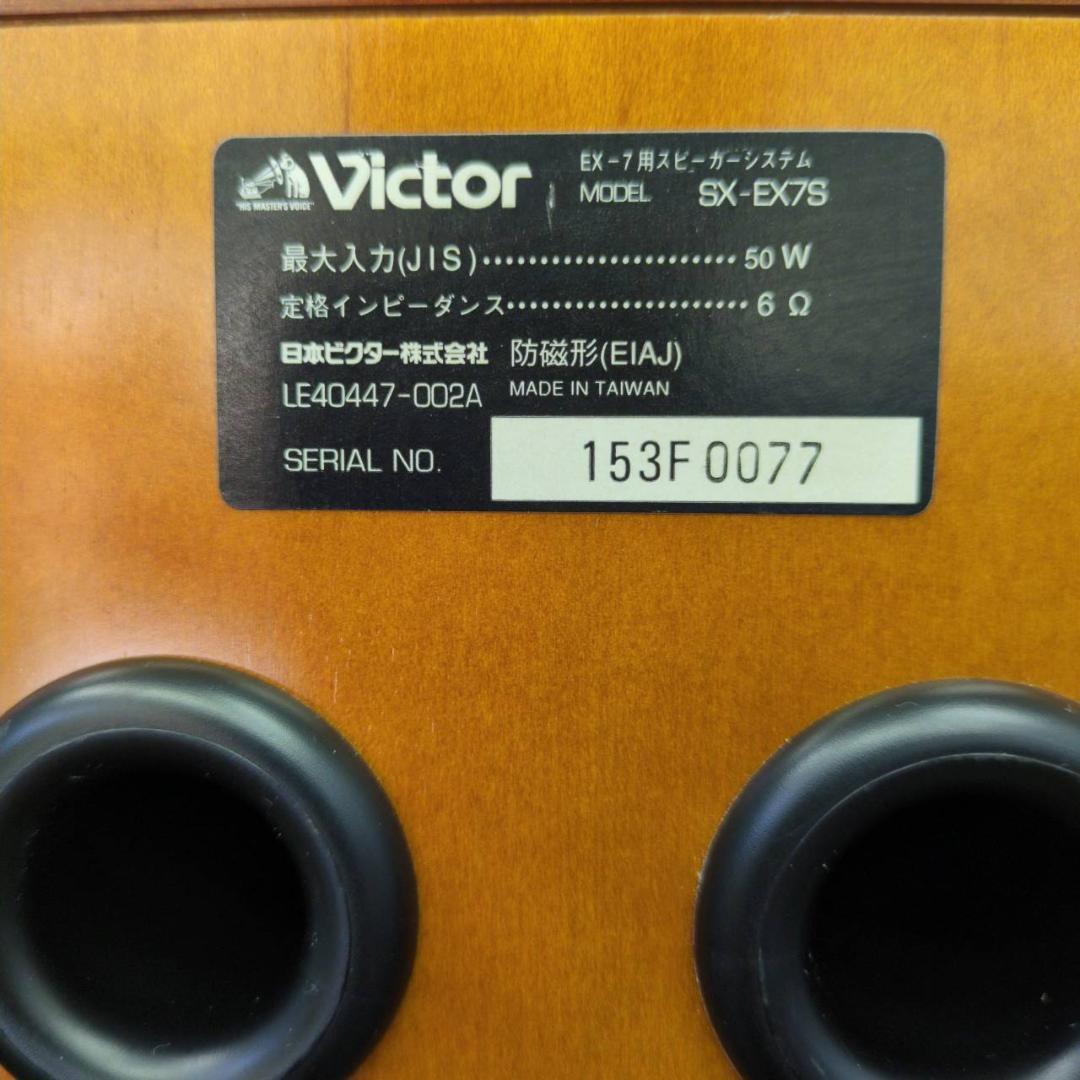 Victor
"HIS MASTER'S VOICE"
EX-7用スピーカーシステム
MODEL SX-EX7S
最大入力(JIS)······················50 W
定格インピーダンス······················6 Ω
日本ビクター株式会社 防磁形(EIAJ)
LE40447-002A MADE IN TAIWAN
SERIAL NO. 153F0077